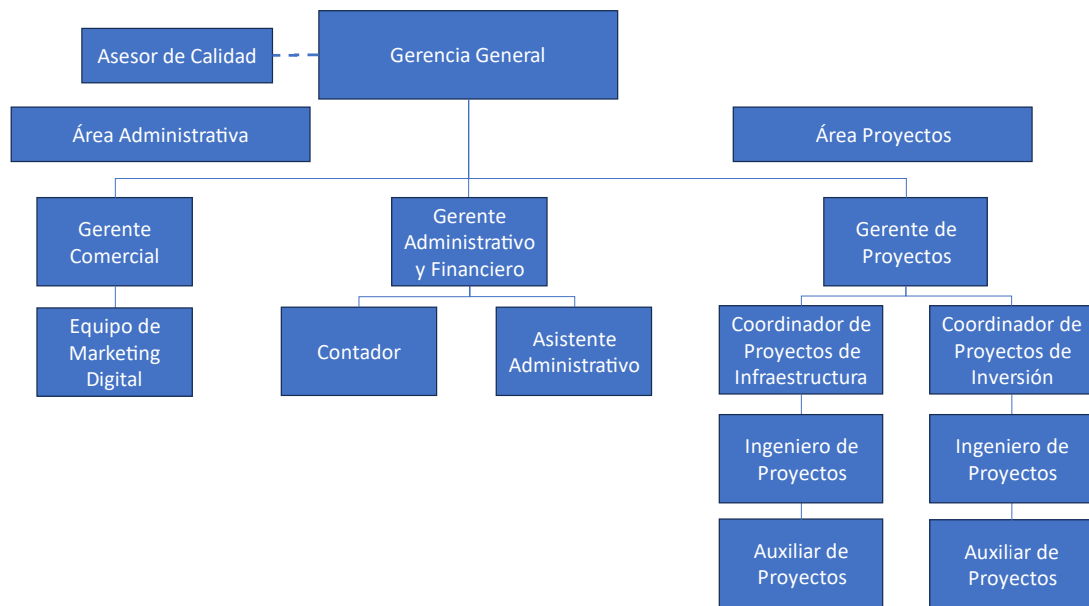 Asesor de Calidad
Gerencia General
Área Administrativa
Área Proyectos
Gerente
Comercial
Gerente
Administrativo
y Financiero
Gerente de
Proyectos
Equipo de
Marketing
Digital
Contador
Asistente
Administrativo
Coordinador de
Proyectos de
Infraestructura
Coordinador de
Proyectos de
Inversión
Ingeniero de
Proyectos
Ingeniero de
Proyectos
Auxiliar de
Proyectos
Auxiliar de
Proyectos